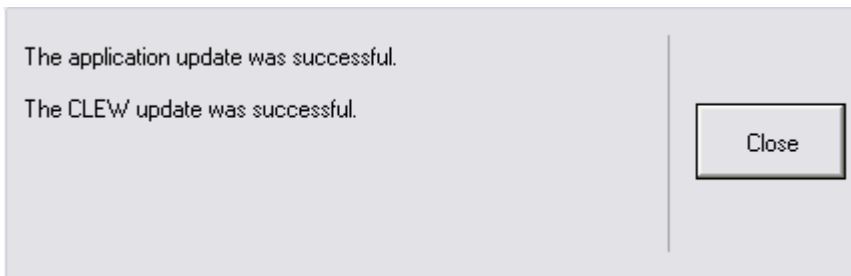 The application update was successful.
The CLEW update was successful.
Close